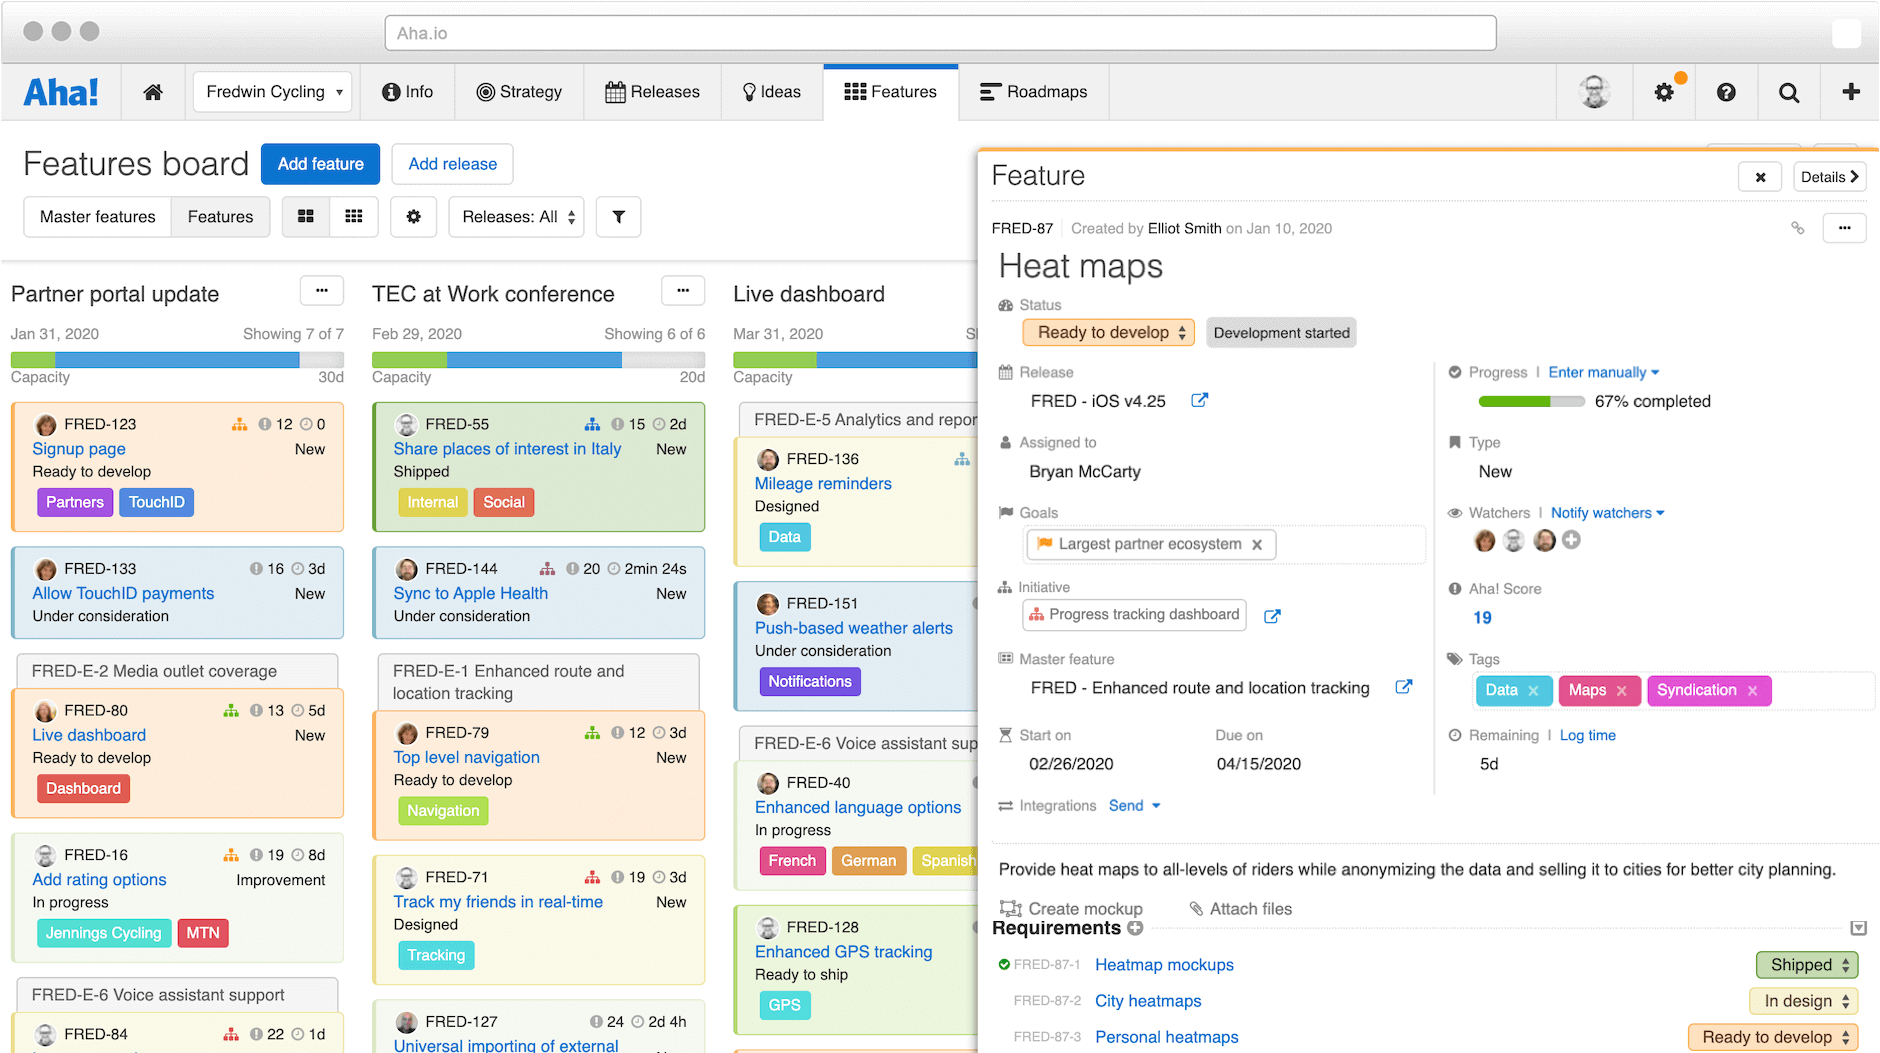 Aha.io
Aha!
Fredwin Cycling
Info
Strategy
Releases
Ideas
Features
Roadmaps
Features board
Add feature
Add release
Master features
Features
Releases: All
Partner portal update
Jan 31, 2020
Showing 7 of 7
Capacity
30d
FRED-123
12
0
Signup page
New
Ready to develop
Partners
TouchID
FRED-133
16
3d
Allow TouchID payments
New
Under consideration
FRED-E-2 Media outlet coverage
FRED-80
13
5d
Live dashboard
New
Ready to develop
Dashboard
FRED-16
19
8d
Add rating options
Improvement
In progress
Jennings Cycling
MTN
FRED-E-6 Voice assistant support
FRED-84
22
1d
TEC at Work conference
Feb 29, 2020
Showing 6 of 6
Capacity
20d
FRED-55
15
2d
Share places of interest in Italy
New
Shipped
Internal
Social
FRED-144
20
2min 24s
Sync to Apple Health
New
Under consideration
FRED-E-1 Enhanced route and
location tracking
FRED-79
12
3d
Top level navigation
New
Ready to develop
Navigation
FRED-71
19
3d
Track my friends in real-time
New
Designed
Tracking
FRED-127
24
2d 4h
Universal importing of external
Live dashboard
Mar 31, 2020
Capacity
FRED-E-5 Analytics and repor
FRED-136
Mileage reminders
Designed
Data
FRED-151
Push-based weather alerts
Under consideration
Notifications
FRED-E-6 Voice assistant sup
FRED-40
Enhanced language options
In progress
French
German
Spanish
FRED-128
Enhanced GPS tracking
Ready to ship
GPS
Feature
Details
FRED-87
Created by Elliot Smith on Jan 10, 2020
Heat maps
Status
Ready to develop
Development started
Release
FRED - iOS v4.25
Assigned to
Bryan McCarty
Goals
Largest partner ecosystem
Initiative
Progress tracking dashboard
Master feature
FRED - Enhanced route and location tracking
Start on
Due on
02/26/2020
04/15/2020
Integrations
Send
Progress
Enter manually
67% completed
Type
New
Watchers
Notify watchers
Aha! Score
19
Tags
Data
Maps
Syndication
Remaining
Log time
5d
Provide heat maps to all-levels of riders while anonymizing the data and selling it to cities for better city planning.
Create mockup
Attach files
Requirements
FRED-87-1
Heatmap mockups
Shipped
FRED-87-2
City heatmaps
In design
FRED-87-3
Personal heatmaps
Ready to develop